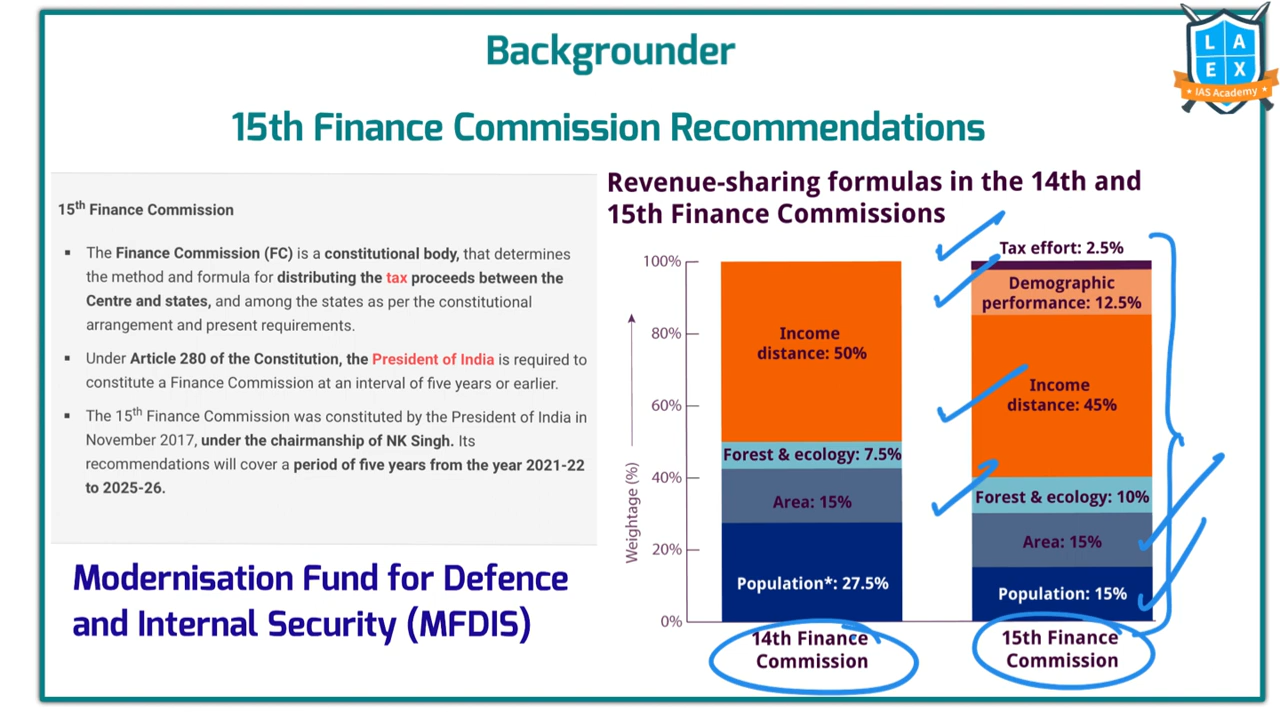 Backgrounder
L A
E X
IAS Academy
15th Finance Commission Recommendations
15th Finance Commission
▪ The Finance Commission (FC) is a constitutional body, that determines
the method and formula for distributing the tax proceeds between the
Centre and states, and among the states as per the constitutional
arrangement and present requirements.
▪ Under Article 280 of the Constitution, the President of India is required to
constitute a Finance Commission at an interval of five years or earlier.
▪ The 15th Finance Commission was constituted by the President of India in
November 2017, under the chairmanship of NK Singh. Its
recommendations will cover a period of five years from the year 2021-22
to 2025-26.
Modernisation Fund for Defence
and Internal Security (MFDIS)
Revenue-sharing formulas in the 14th and
15th Finance Commissions
Weightage (%)
100%
80%
60%
40%
20%
0%
Income
distance: 50%
Forest & ecology: 7.5%
Area: 15%
Population*: 27.5%
14th Finance
Commission
Tax effort: 2.5%
Demographic
performance: 12.5%
Income
distance: 45%
Forest & ecology: 10%
Area: 15%
Population: 15%
15th Finance
Commission